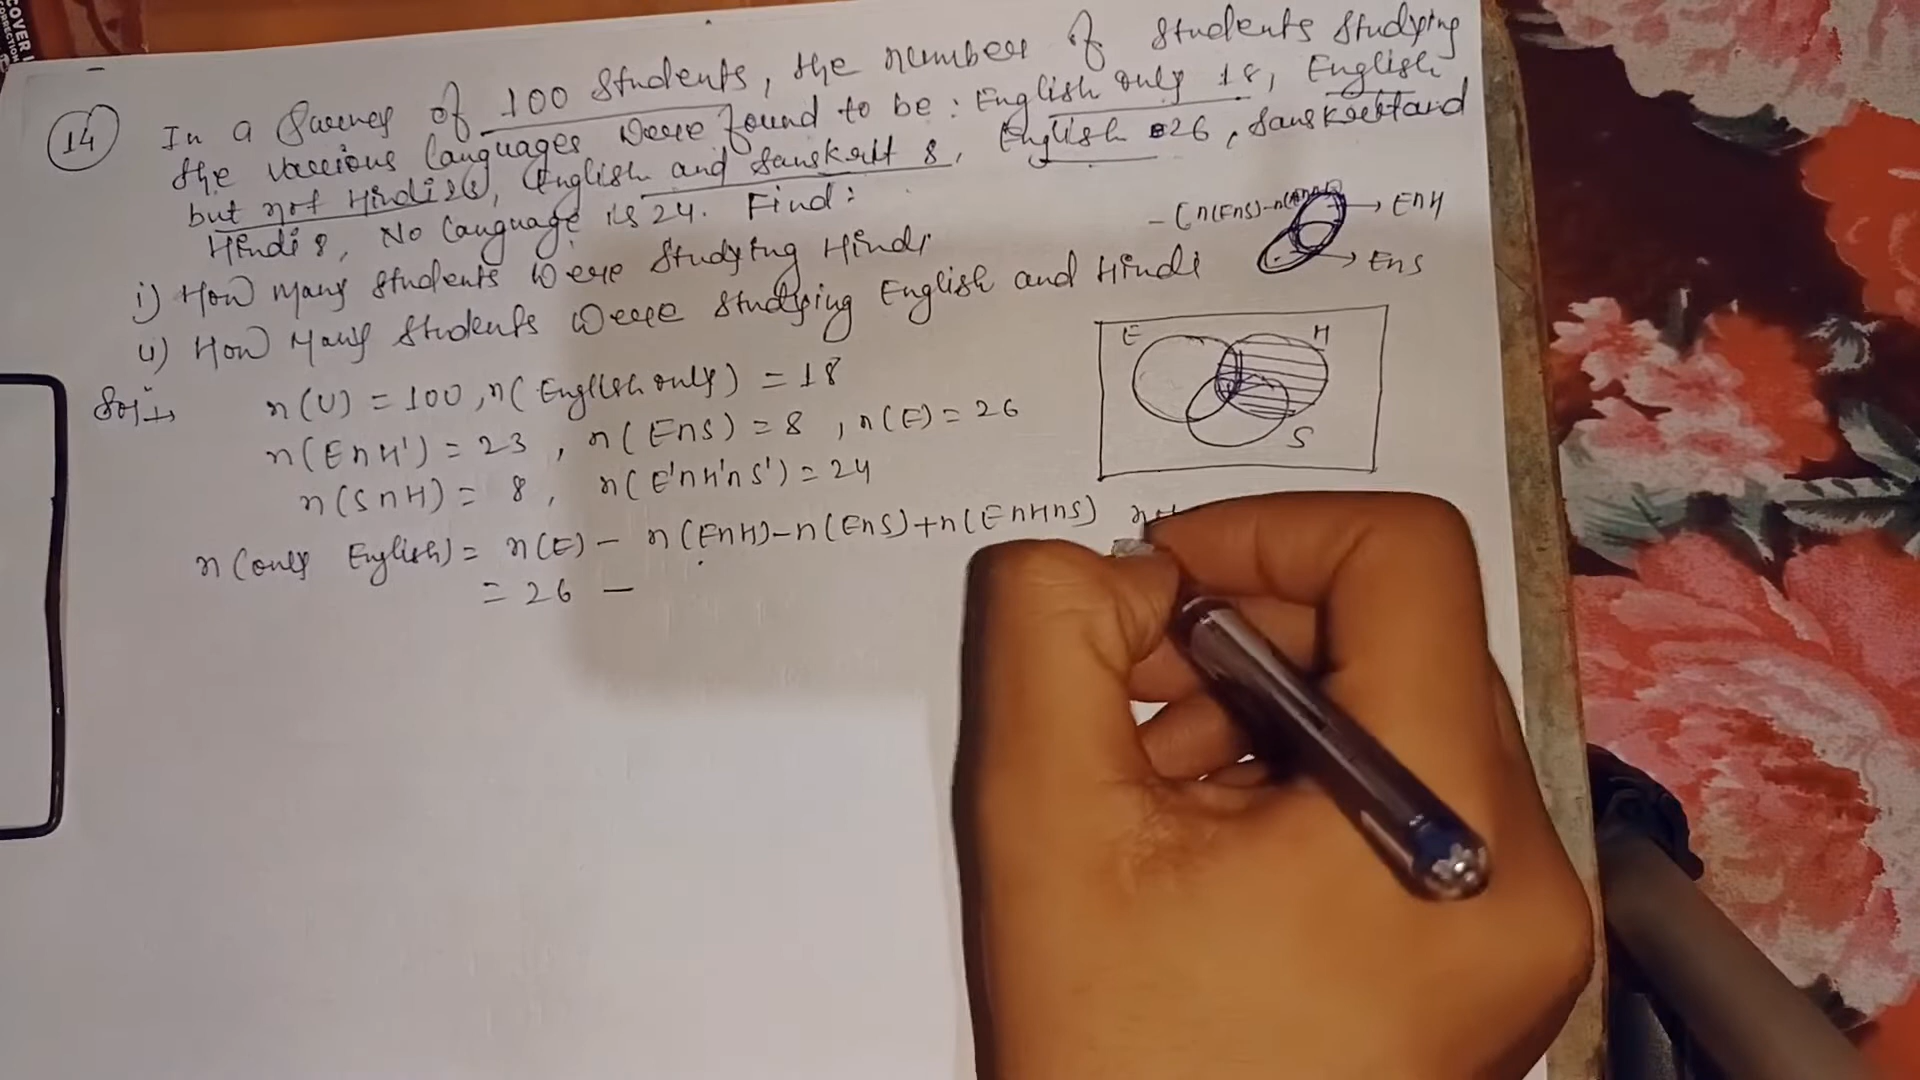 COVER I
CORRECTION
14 In a Survey of 100 Students, the number of Students Studying
the various languages were found to be : English only 18, English
but not Hindi 23, English and Sanskrit 8, English 26, Sanskrit and
Hindi 8, No language is 24. Find :
i) How many students were studying Hindi
ii) How Many Students were studying English and Hindi
- [n(E∩S)-n(
→ E∩H
→ E∩S
E H
S
Sol:→ n(U) = 100, n(English only) = 18
n(E∩H') = 23, n(E∩S) = 8, n(E) = 26
n(S∩H) = 8, n(E'∩H'∩S') = 24
n(only English) = n(E) - n(E∩H)-n(E∩S)+n(E∩H∩S)
= 26 -